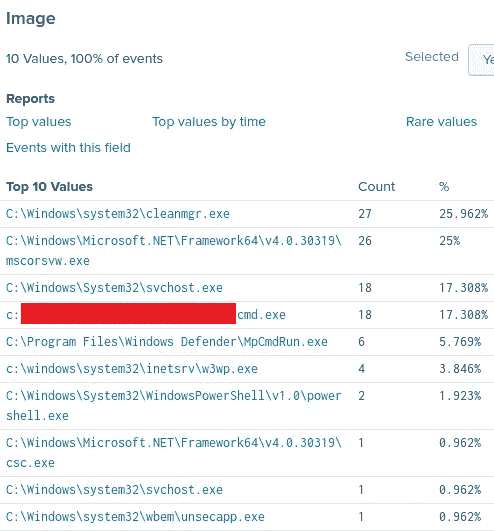 Image
10 Values, 100% of events
Selected
Ye
Reports
Top values
Top values by time
Rare values
Events with this field
Top 10 Values Count %
C:\Windows\system32\cleanmgr.exe 27 25.962%
C:\Windows\Microsoft.NET\Framework64\v4.0.30319\ 26 25%
mscorsvw.exe
C:\Windows\System32\svchost.exe 18 17.308%
c: cmd.exe 18 17.308%
C:\Program Files\Windows Defender\MpCmdRun.exe 6 5.769%
c:\windows\system32\inetsrv\w3wp.exe 4 3.846%
C:\Windows\System32\WindowsPowerShell\v1.0\power 2 1.923%
shell.exe
C:\Windows\Microsoft.NET\Framework64\v4.0.30319\ 1 0.962%
csc.exe
C:\Windows\system32\svchost.exe 1 0.962%
C:\Windows\system32\wbem\unsecapp.exe 1 0.962%